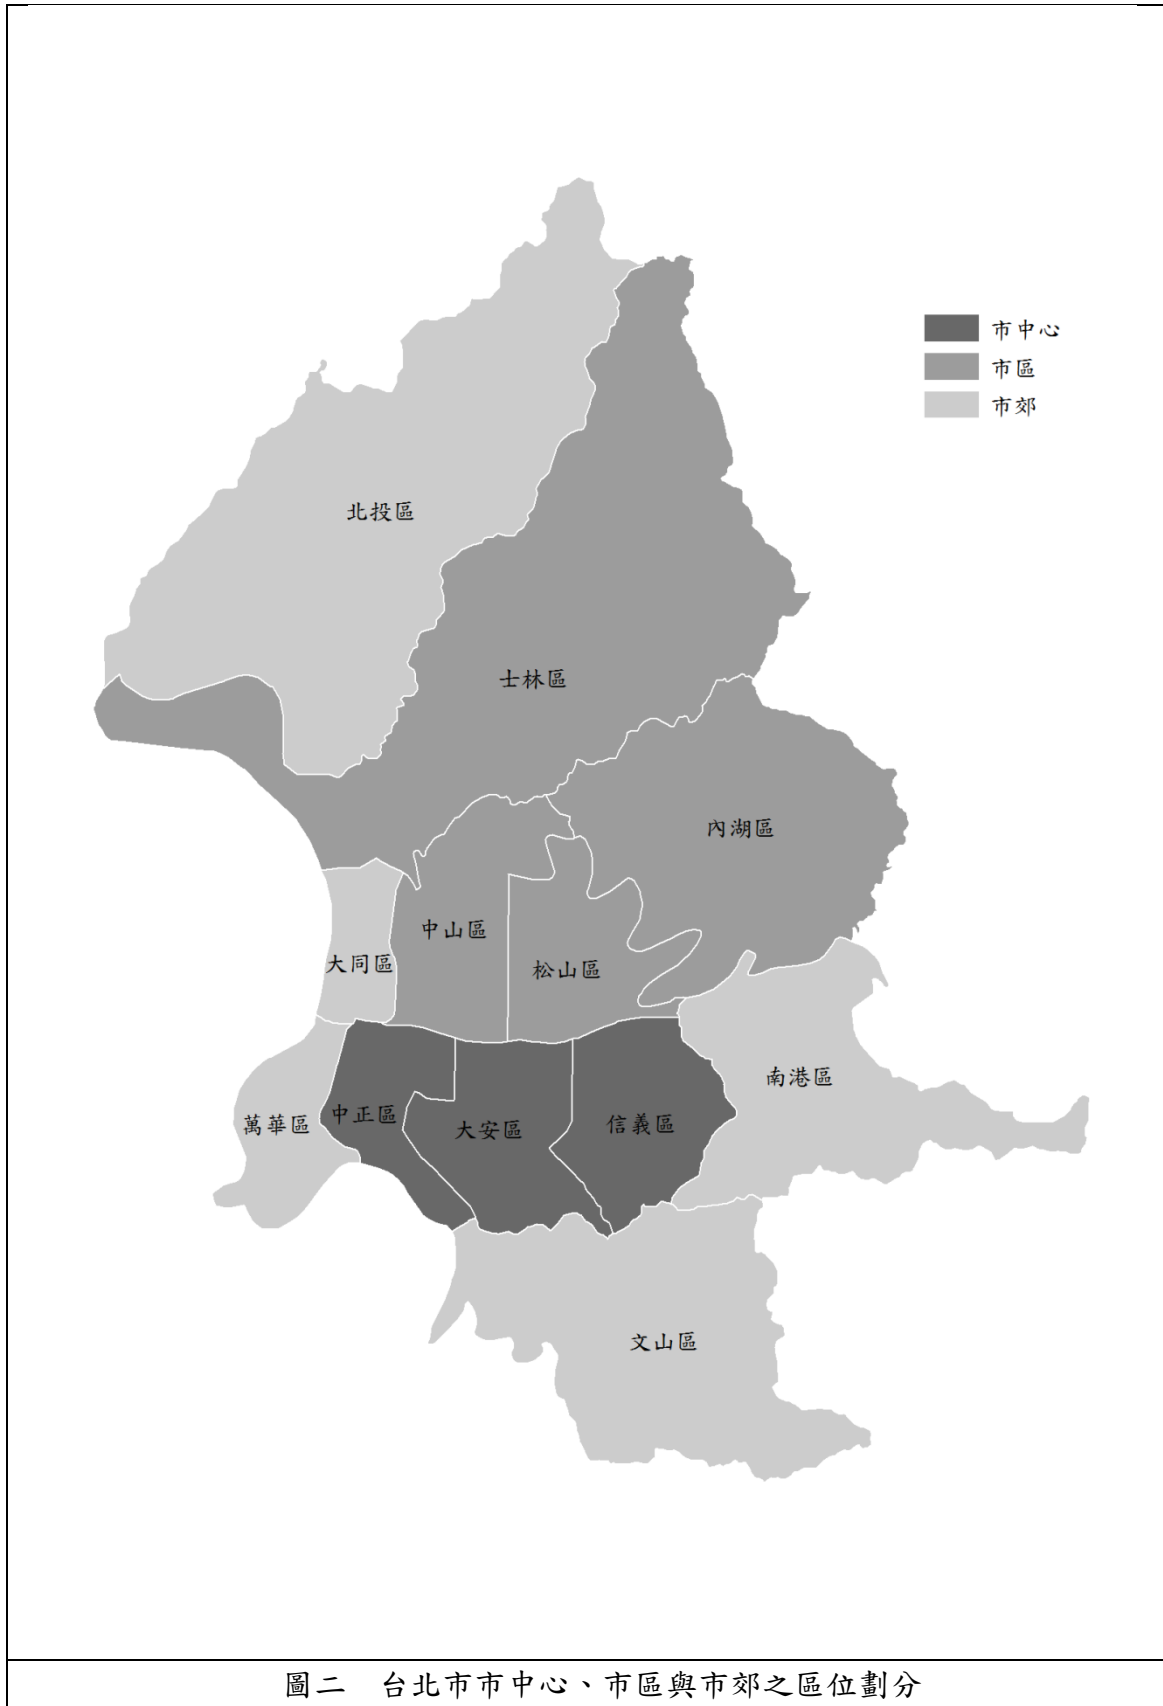 市中心
市區
市郊
北投區
士林區
內湖區
中山區
松山區
大同區
南港區
萬華區
中正區
大安區
信義區
文山區
圖二 台北市市中心、市區與市郊之區位劃分